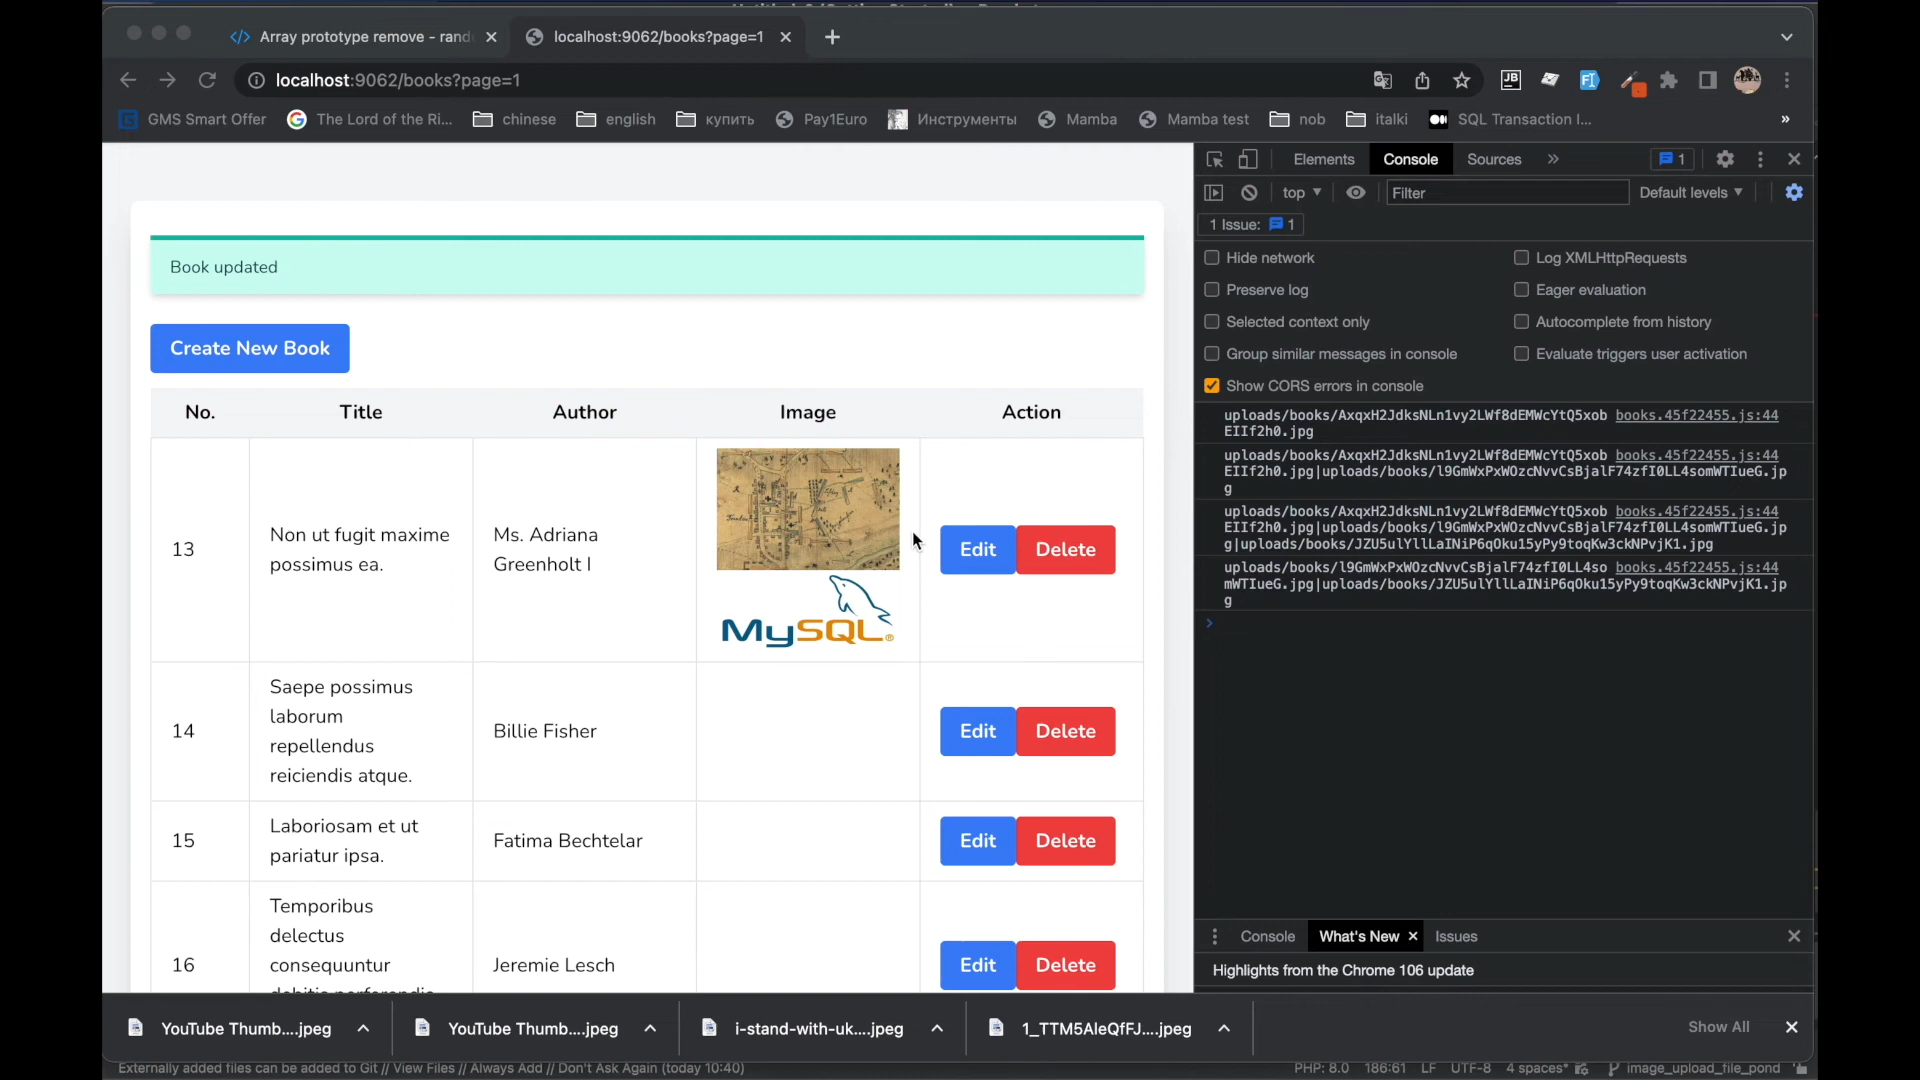 Array prototype remove - rand
localhost:9062/books?page=1
localhost:9062/books?page=1
JB
GMS Smart Offer
The Lord of the Ri...
chinese
english
купить
Pay1Euro
Инструменты
Mamba
Mamba test
nob
italki
SQL Transaction I...
»
Elements
Console
Sources
»
1
top
Filter
Default levels
1 Issue: 1
Hide network
Log XMLHttpRequests
Preserve log
Eager evaluation
Selected context only
Autocomplete from history
Group similar messages in console
Evaluate triggers user activation
Show CORS errors in console
uploads/books/AxqxH2JdksNLn1vy2LWf8dEMWcYtQ5xob books.45f22455.js:44
EIIf2h0.jpg
uploads/books/AxqxH2JdksNLn1vy2LWf8dEMWcYtQ5xob books.45f22455.js:44
EIIf2h0.jpg|uploads/books/l9GmWxPxWOzcNvvCsBjalF74zfI0LL4somWTIueG.jp
g
uploads/books/AxqxH2JdksNLn1vy2LWf8dEMWcYtQ5xob books.45f22455.js:44
EIIf2h0.jpg|uploads/books/l9GmWxPxWOzcNvvCsBjalF74zfI0LL4somWTIueG.jp
g|uploads/books/JZU5ulYllLaINiP6qOku15yPy9toqKw3ckNPvjK1.jpg
uploads/books/l9GmWxPxWOzcNvvCsBjalF74zfI0LL4so books.45f22455.js:44
mWTIueG.jpg|uploads/books/JZU5ulYllLaINiP6qOku15yPy9toqKw3ckNPvjK1.jp
g
Book updated
Create New Book
No.
Title
Author
Image
Action
13
Non ut fugit maxime
possimus ea.
Ms. Adriana
Greenholt I
MySQL®
Edit
Delete
14
Saepe possimus
laborum
repellendus
reiciendis atque.
Billie Fisher
Edit
Delete
15
Laboriosam et ut
pariatur ipsa.
Fatima Bechtelar
Edit
Delete
16
Temporibus
delectus
consequuntur
Jeremie Lesch
Edit
Delete
Console
What's New
Issues
Highlights from the Chrome 106 update
YouTube Thumb....jpeg
YouTube Thumb....jpeg
i-stand-with-uk....jpeg
1_TTM5AleQfFJ....jpeg
Show All
Externally added files can be added to Git // View Files // Always Add // Don't Ask Again (today 10:40)
PHP: 8.0
186:61
LF
UTF-8
4 spaces*
image_upload_file_pond